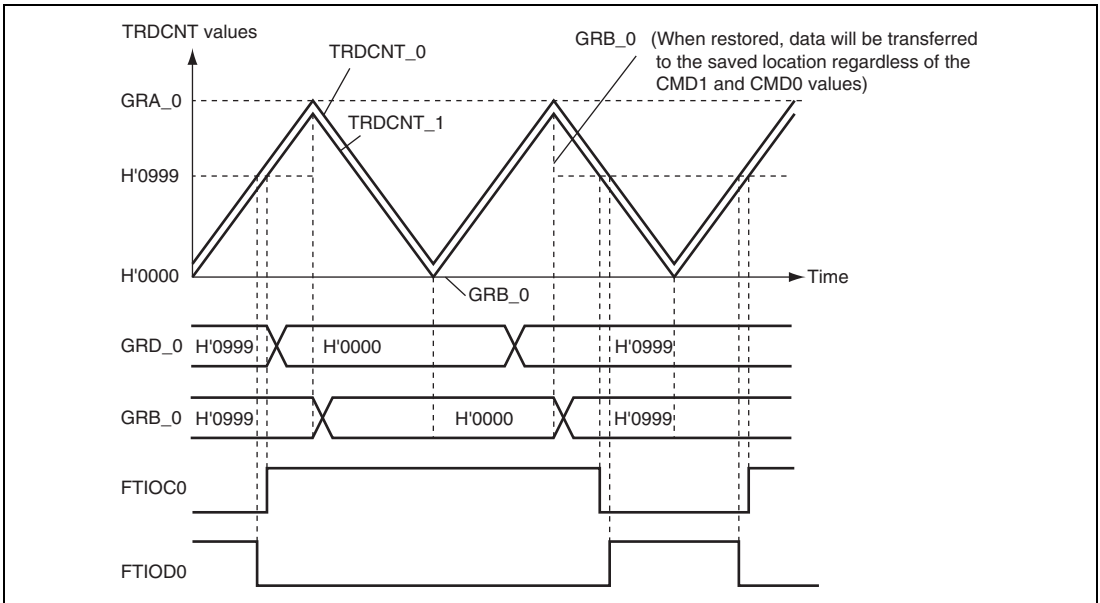 TRDCNT values
TRDCNT_0
GRB_0 (When restored, data will be transferred
to the saved location regardless of the
CMD1 and CMD0 values)
GRA_0
TRDCNT_1
H'0999
H'0000
Time
GRB_0
GRD_0 H'0999 H'0000 H'0999
GRB_0 H'0999 H'0000 H'0999
FTIOC0
FTIOD0